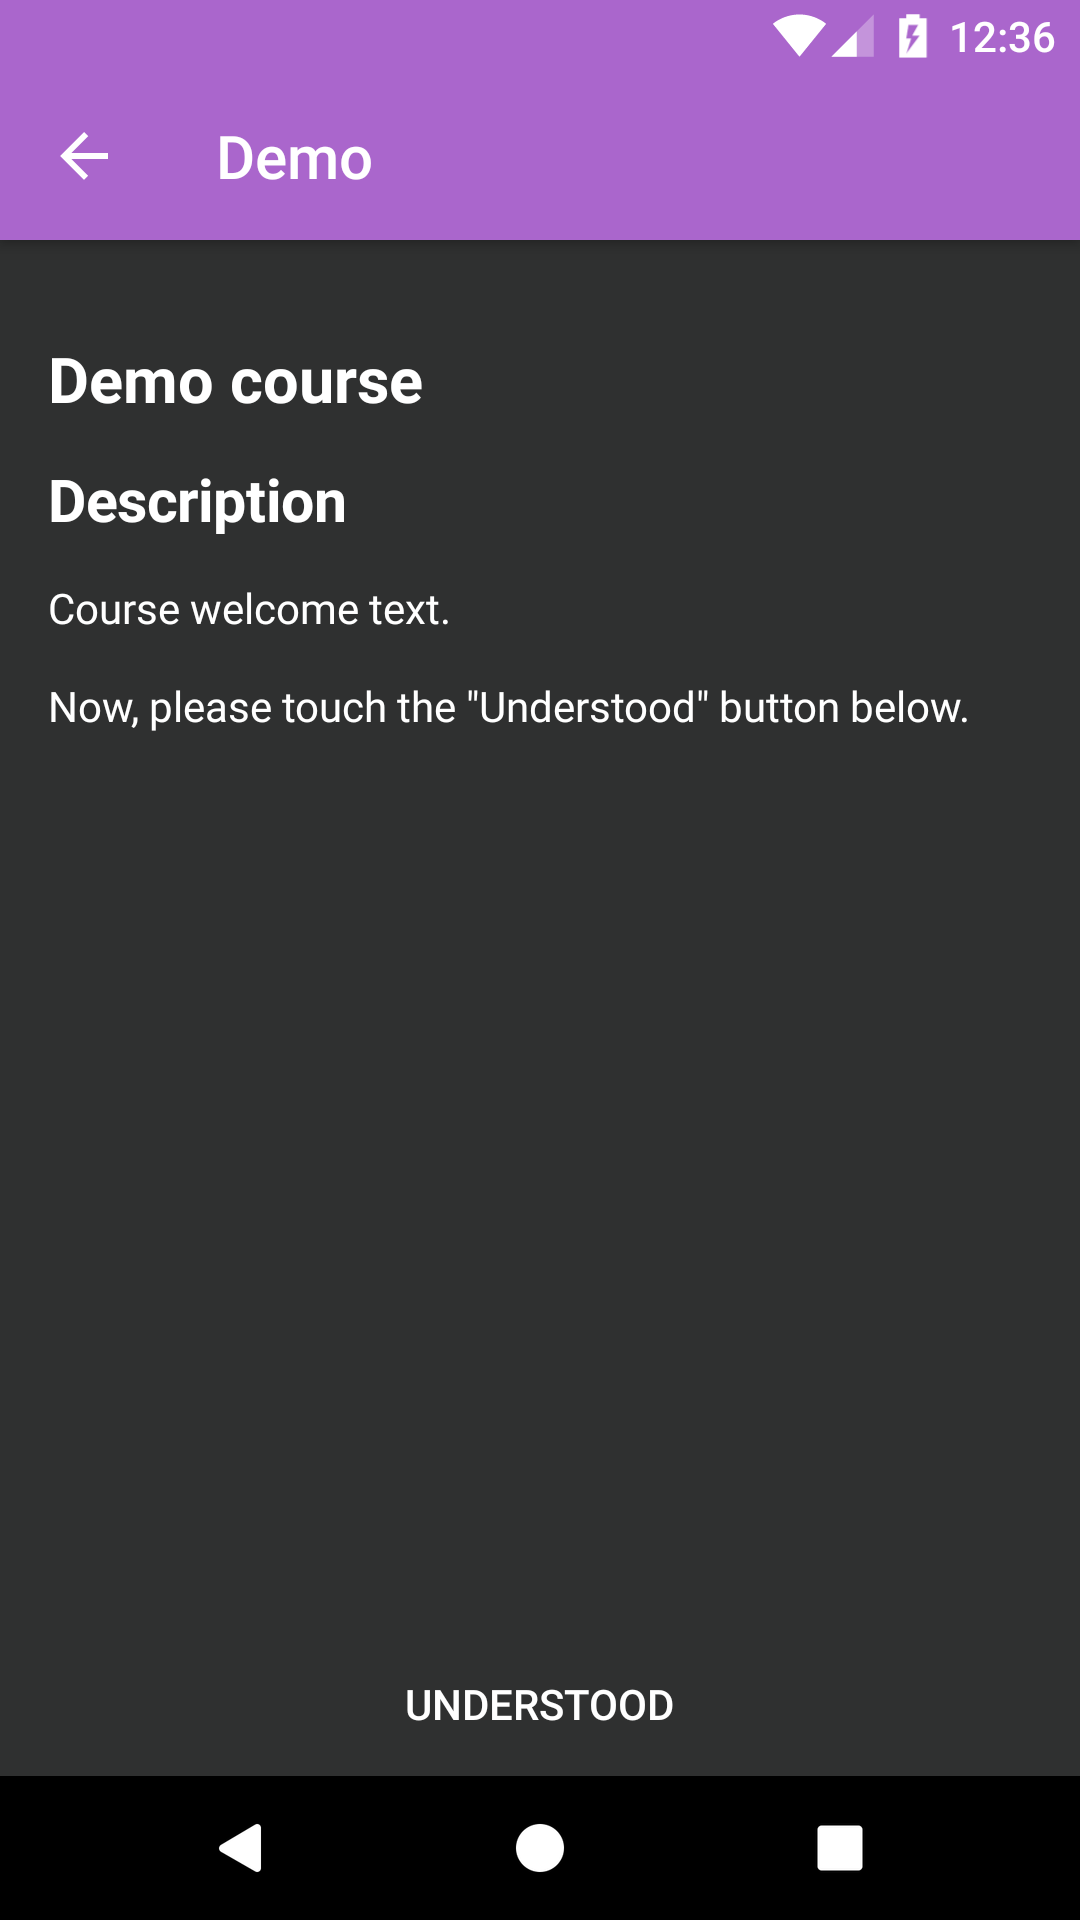 12:36
Demo
Demo course
Description
Course welcome text.
Now, please touch the "Understood" button below.
UNDERSTOOD